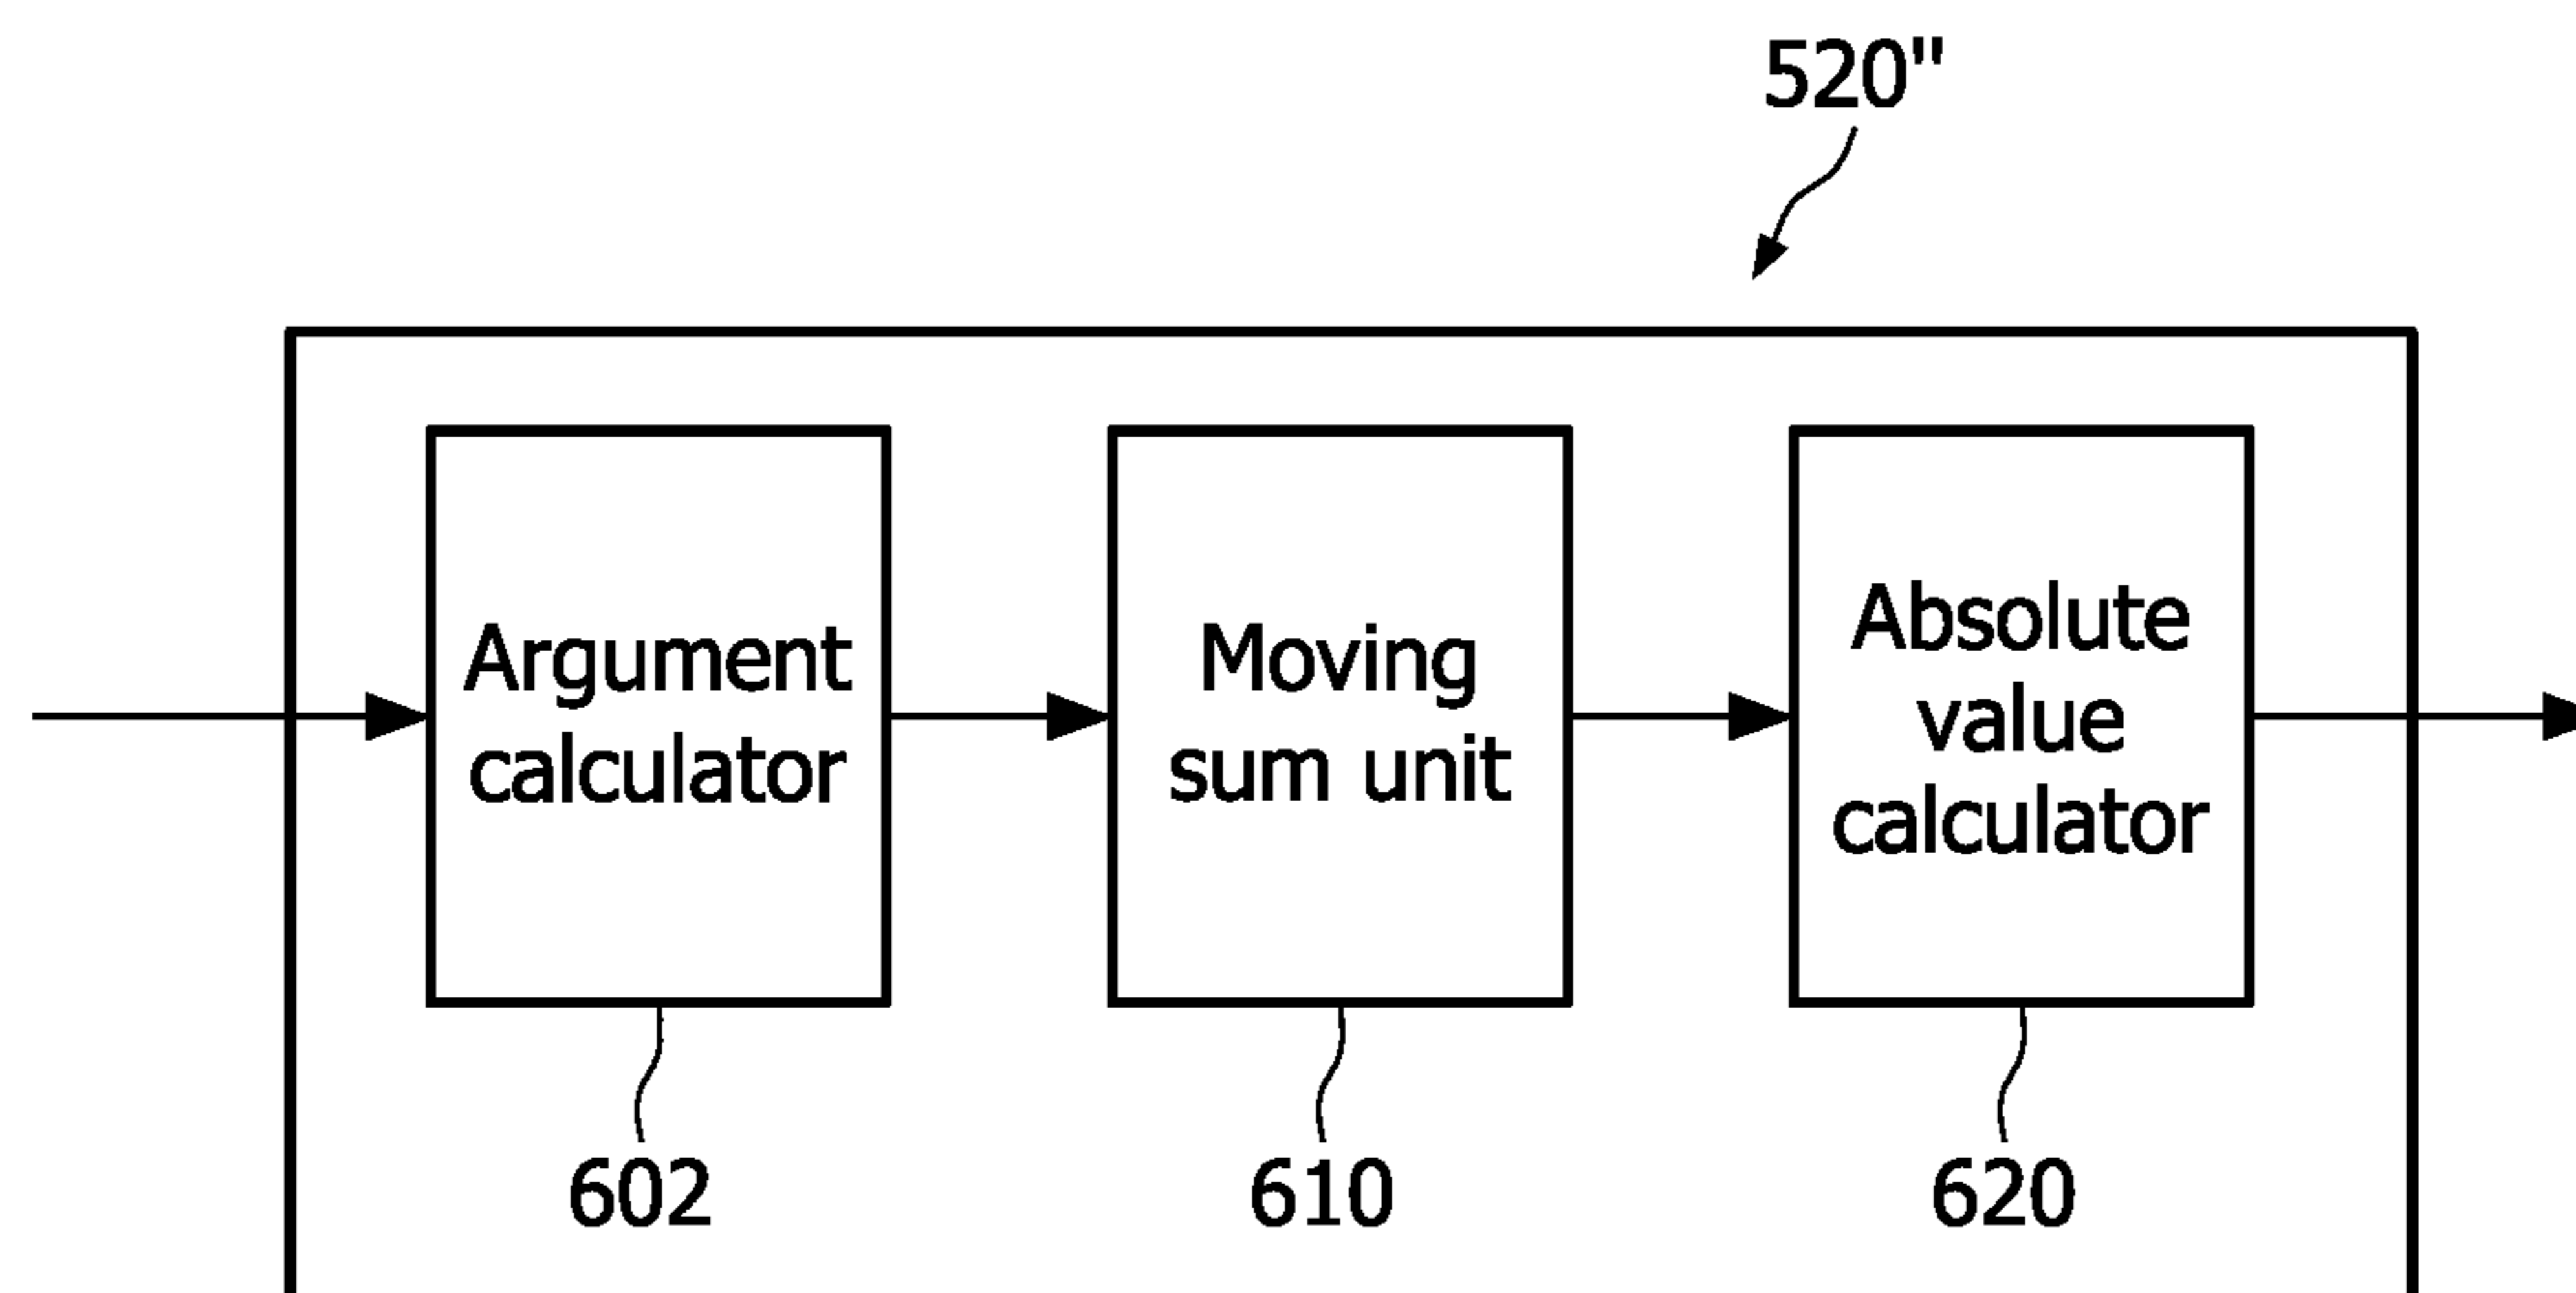 520"
Argument
calculator
Moving
sum unit
Absolute
value
calculator
602
610
620